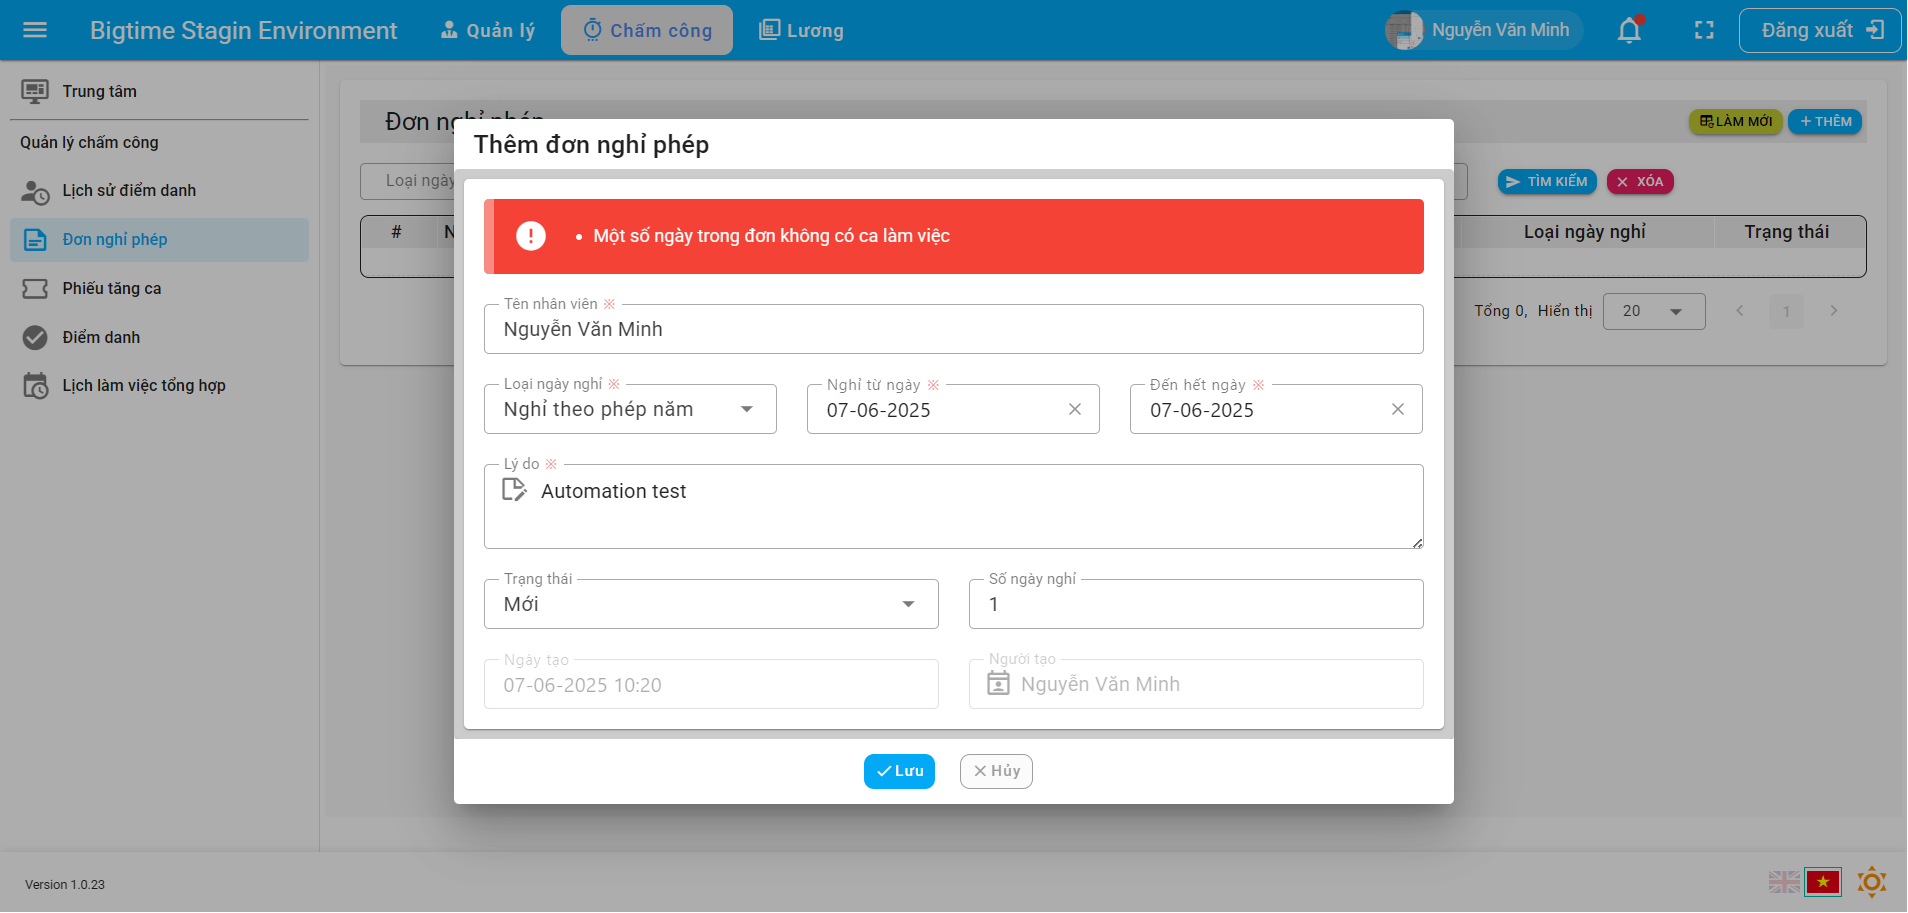 Bigtime Stagin Environment
Quản lý
Chấm công
Lương
Nguyễn Văn Minh
Đăng xuất
Trung tâm
Quản lý chấm công
Lịch sử điểm danh
Đơn nghỉ phép
Phiếu tăng ca
Điểm danh
Lịch làm việc tổng hợp
Đơn nghỉ phép
LÀM MỚI
THÊM
Loại ngày
TÌM KIẾM
XÓA
#
Loại ngày nghỉ
Trạng thái
Tổng 0, Hiển thị
20
1
Thêm đơn nghỉ phép
• Một số ngày trong đơn không có ca làm việc
Tên nhân viên ※
Nguyễn Văn Minh
Loại ngày nghỉ ※
Nghỉ theo phép năm
Nghỉ từ ngày ※
07-06-2025
Đến hết ngày ※
07-06-2025
Lý do ※
Automation test
Trạng thái
Mới
Số ngày nghỉ
1
Ngày tạo
07-06-2025 10:20
Người tạo
Nguyễn Văn Minh
Lưu
Hủy
Version 1.0.23